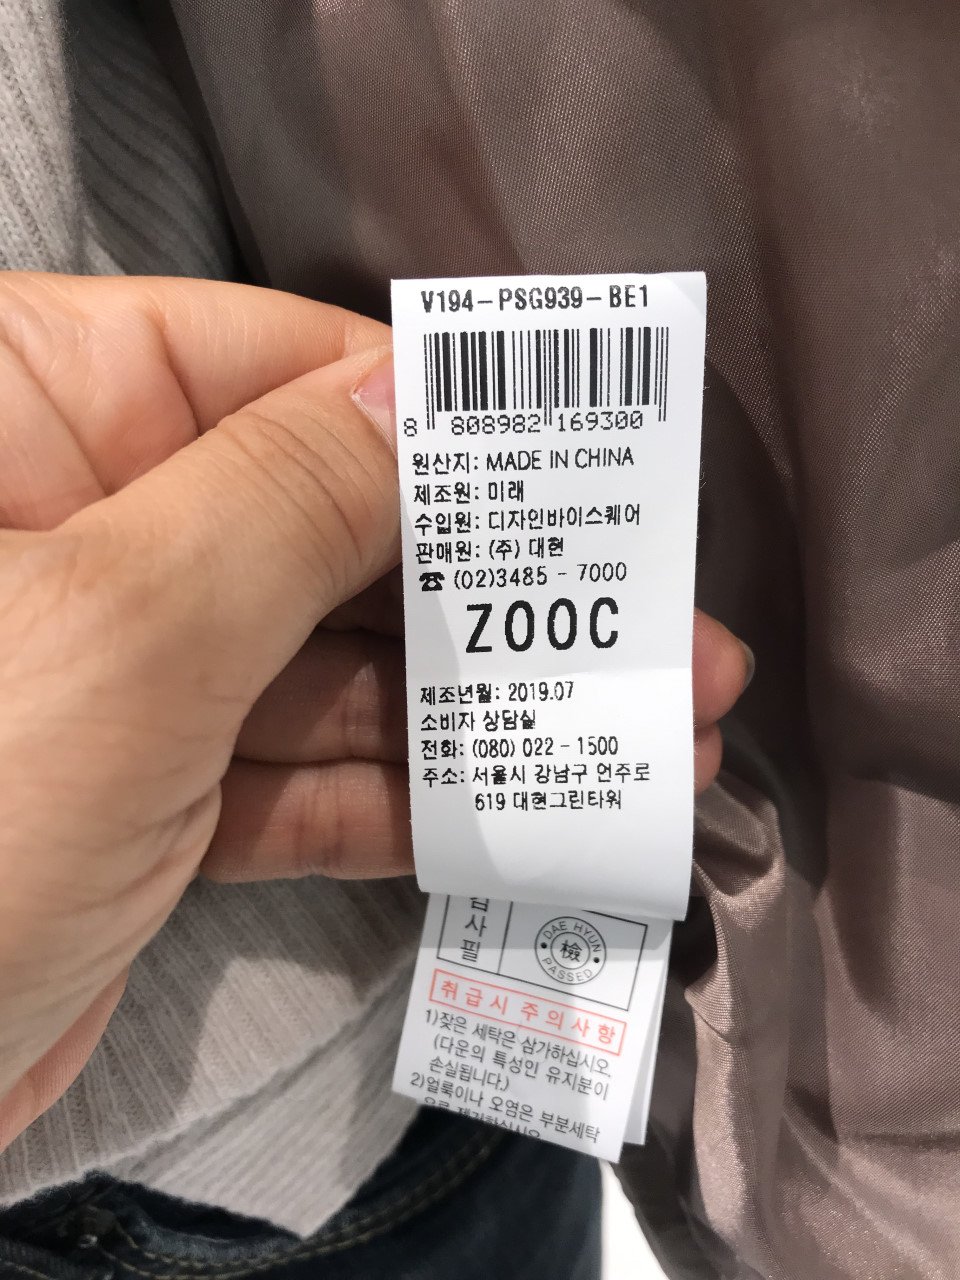 V194-PSG939-BE1
8 808982 169300
원산지: MADE IN CHINA
제조원: 미래
수입원: 디자인바이스퀘어
판매원: (주) 대현
☎ (02)3485 - 7000
ZOOC
제조년월: 2019.07
소비자 상담실
전화: (080) 022 - 1500
주소: 서울시 강남구 언주로
619 대현그린타워
사필
DAE HYUN
檢
PASSED
취급시 주의사항
1)잦은 세탁은 삼가하십시오.
(다운의 특성인 유지분이
손실됩니다.)
2)얼룩이나 오염은 부분세탁